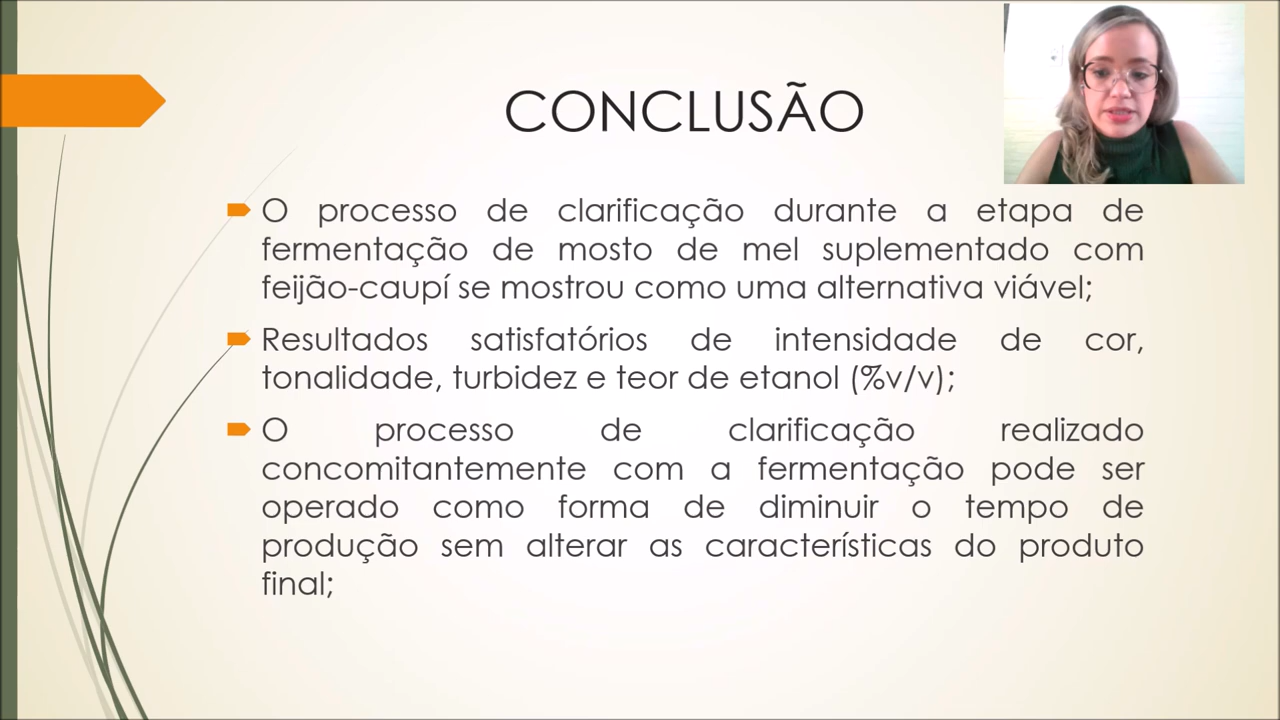 CONCLUSÃO
O processo de clarificação durante a etapa de
fermentação de mosto de mel suplementado com
feijão-caupí se mostrou como uma alternativa viável;
Resultados satisfatórios de intensidade de cor,
tonalidade, turbidez e teor de etanol (%v/v);
O processo de clarificação realizado
concomitantemente com a fermentação pode ser
operado como forma de diminuir o tempo de
produção sem alterar as características do produto
final;